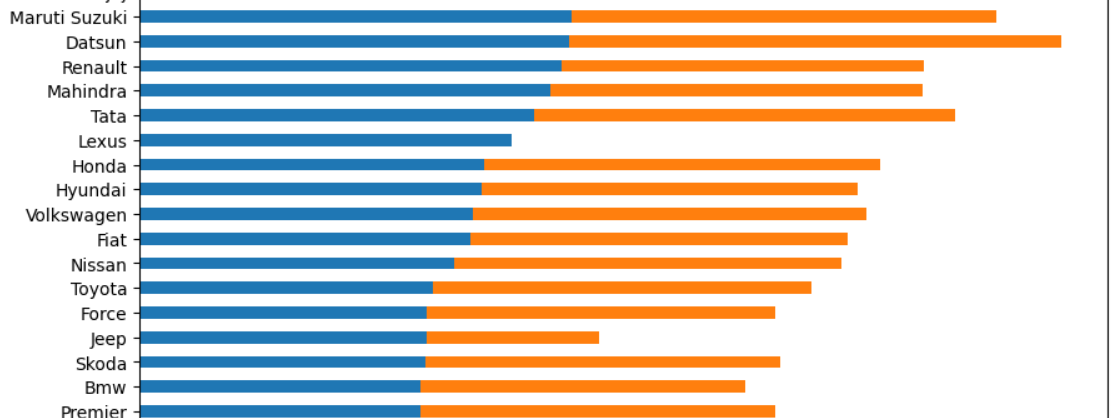 Maruti Suzuki
Datsun
Renault
Mahindra
Tata
Lexus
Honda
Hyundai
Volkswagen
Fiat
Nissan
Toyota
Force
Jeep
Skoda
Bmw
Premier